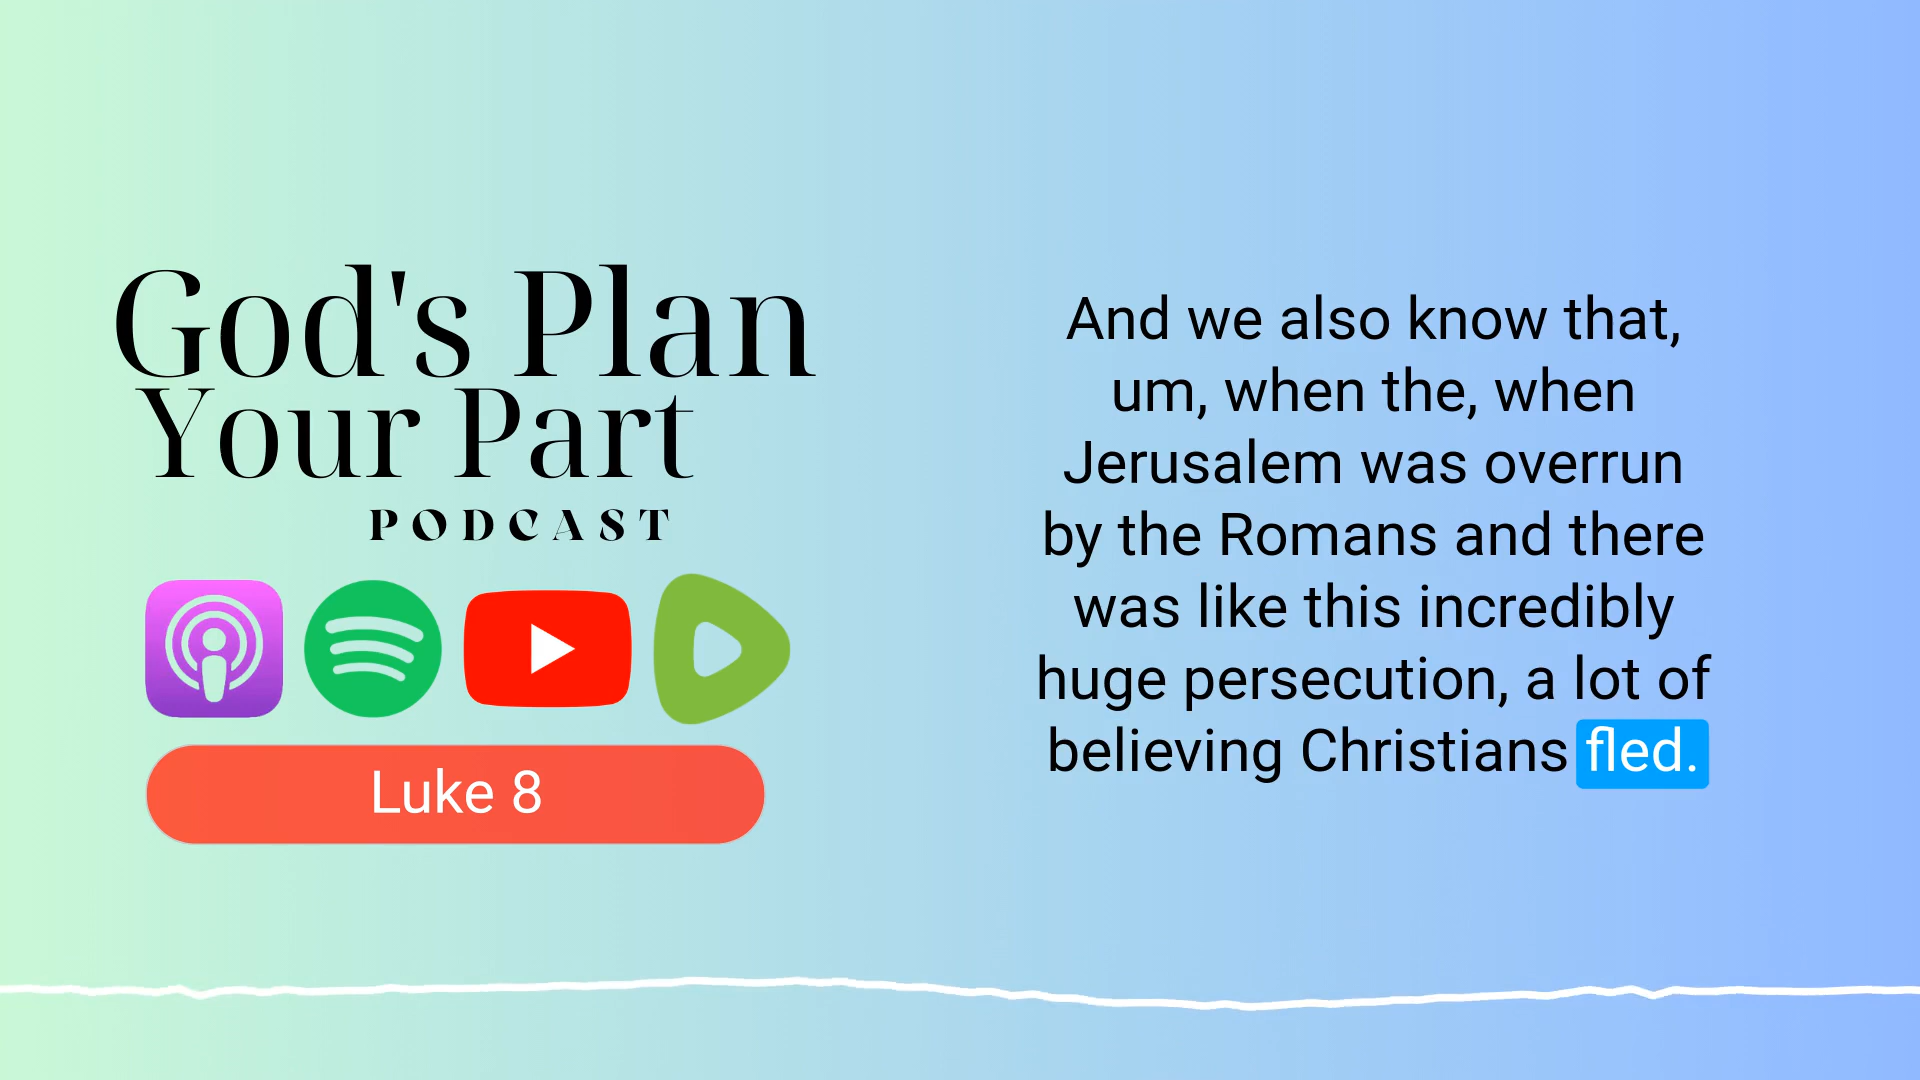 God's Plan
Your Part
PODCAST
Luke 8
And we also know that,
um, when the, when
Jerusalem was overrun
by the Romans and there
was like this incredibly
huge persecution, a lot of
believing Christians fled.